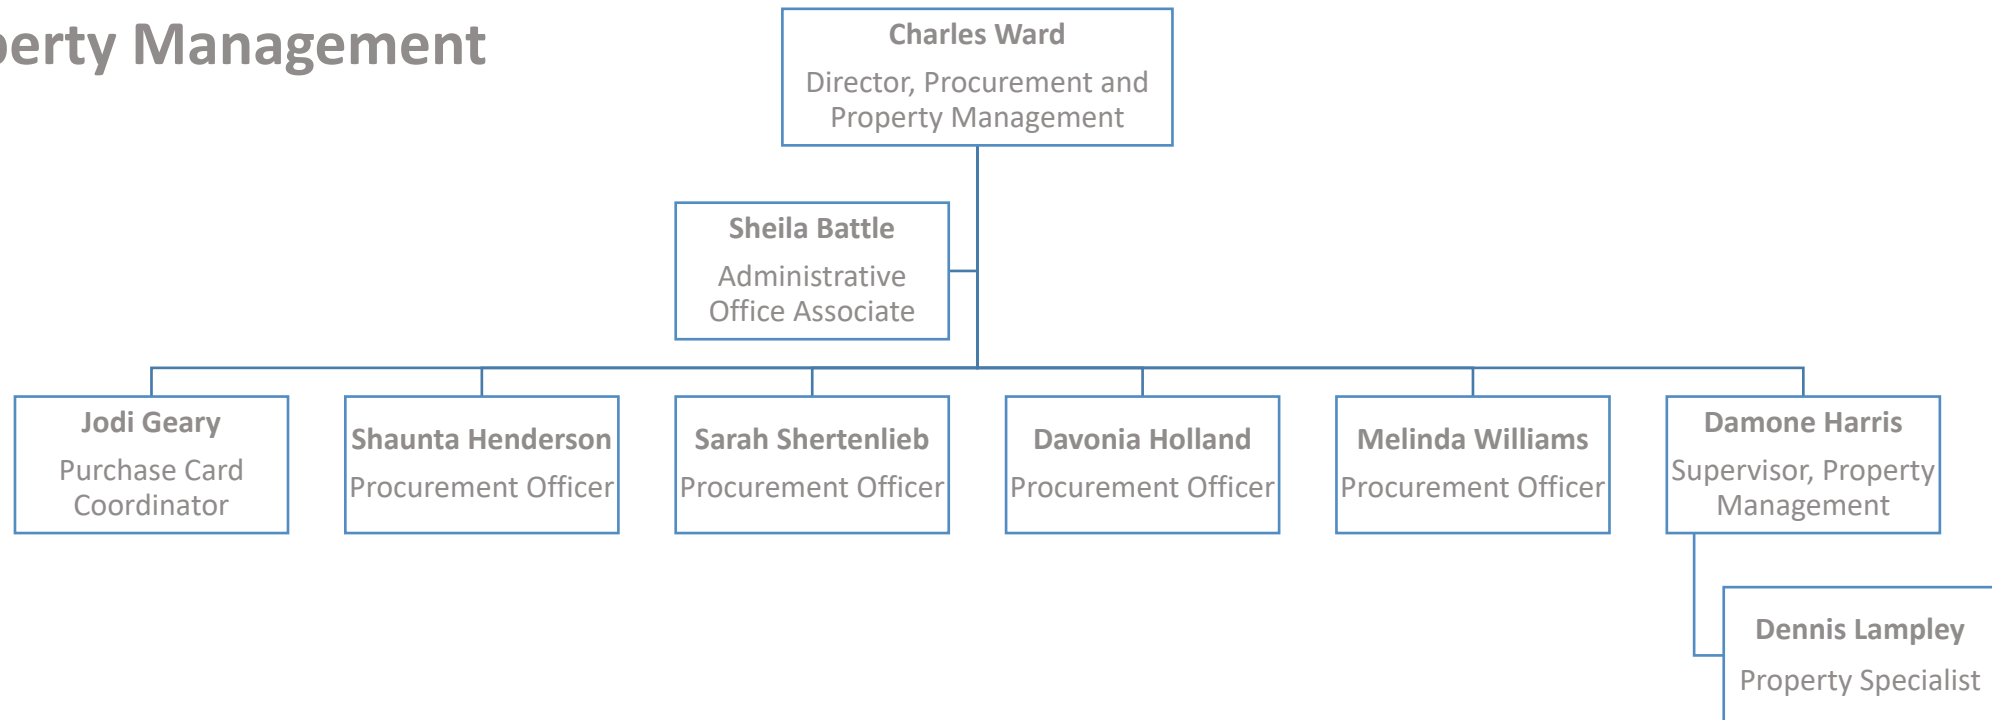 perty Management
Charles Ward
Director, Procurement and
Property Management
Sheila Battle
Administrative
Office Associate
Jodi Geary
Purchase Card
Coordinator
Shaunta Henderson
Procurement Officer
Sarah Shertenlieb
Procurement Officer
Davonia Holland
Procurement Officer
Melinda Williams
Procurement Officer
Damone Harris
Supervisor, Property
Management
Dennis Lampley
Property Specialist